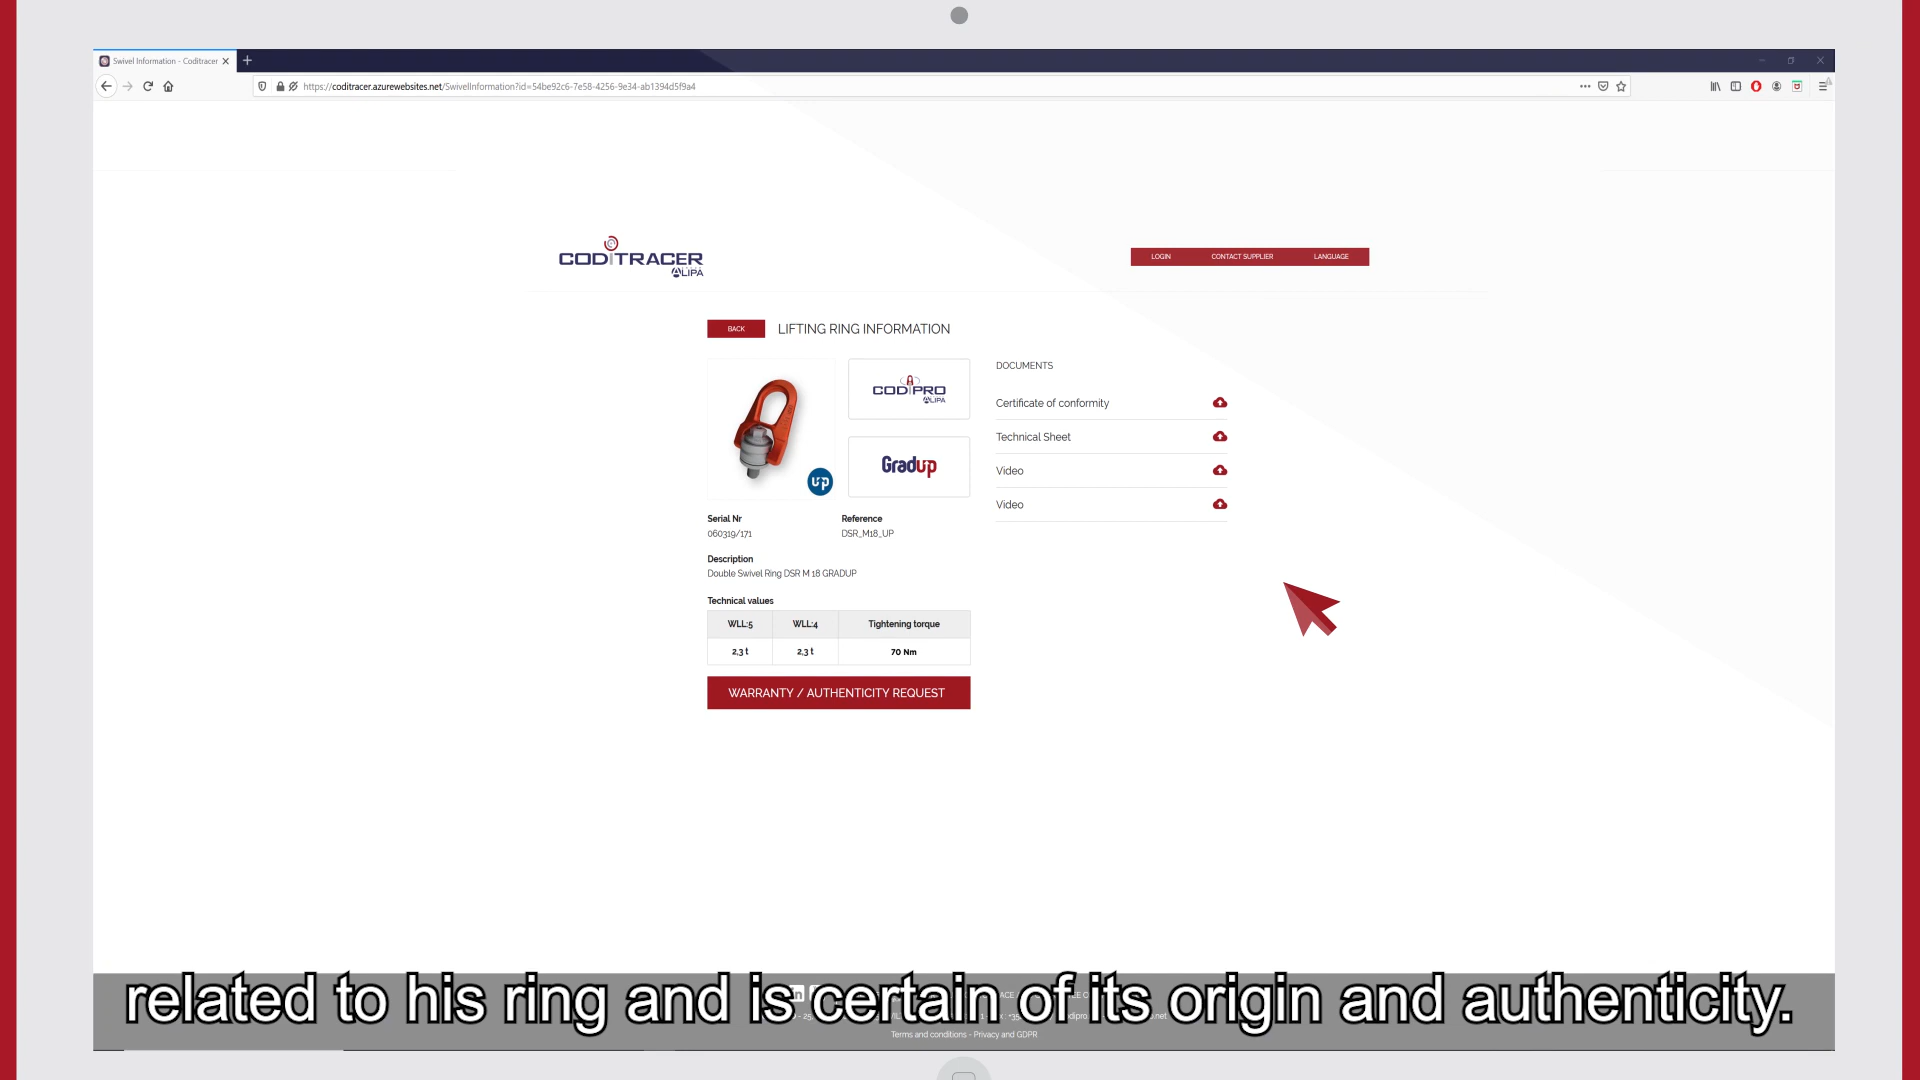 Swivel Information - Coditracer
https://coditracer.azurewebsites.net/SwivelInformation?id=54be92c6-7e58-4256-9e34-ab1394d5f9a4
CODITRACER
ALIPA
LOGIN CONTACT SUPPLIER LANGUAGE
BACK LIFTING RING INFORMATION
CODIPRO
ALIPA
Gradup
up
DOCUMENTS
Certificate of conformity
Technical Sheet
Video
Video
Serial Nr Reference
060319/171 DSR_M18_UP
Description
Double Swivel Ring DSR M 18 GRADUP
Technical values
WLL:5 WLL:4 Tightening torque
2,3 t 2,3 t 70 Nm
WARRANTY / AUTHENTICITY REQUEST
related to his ring and is certain of its origin and authenticity.
Terms and conditions - Privacy and GDPR